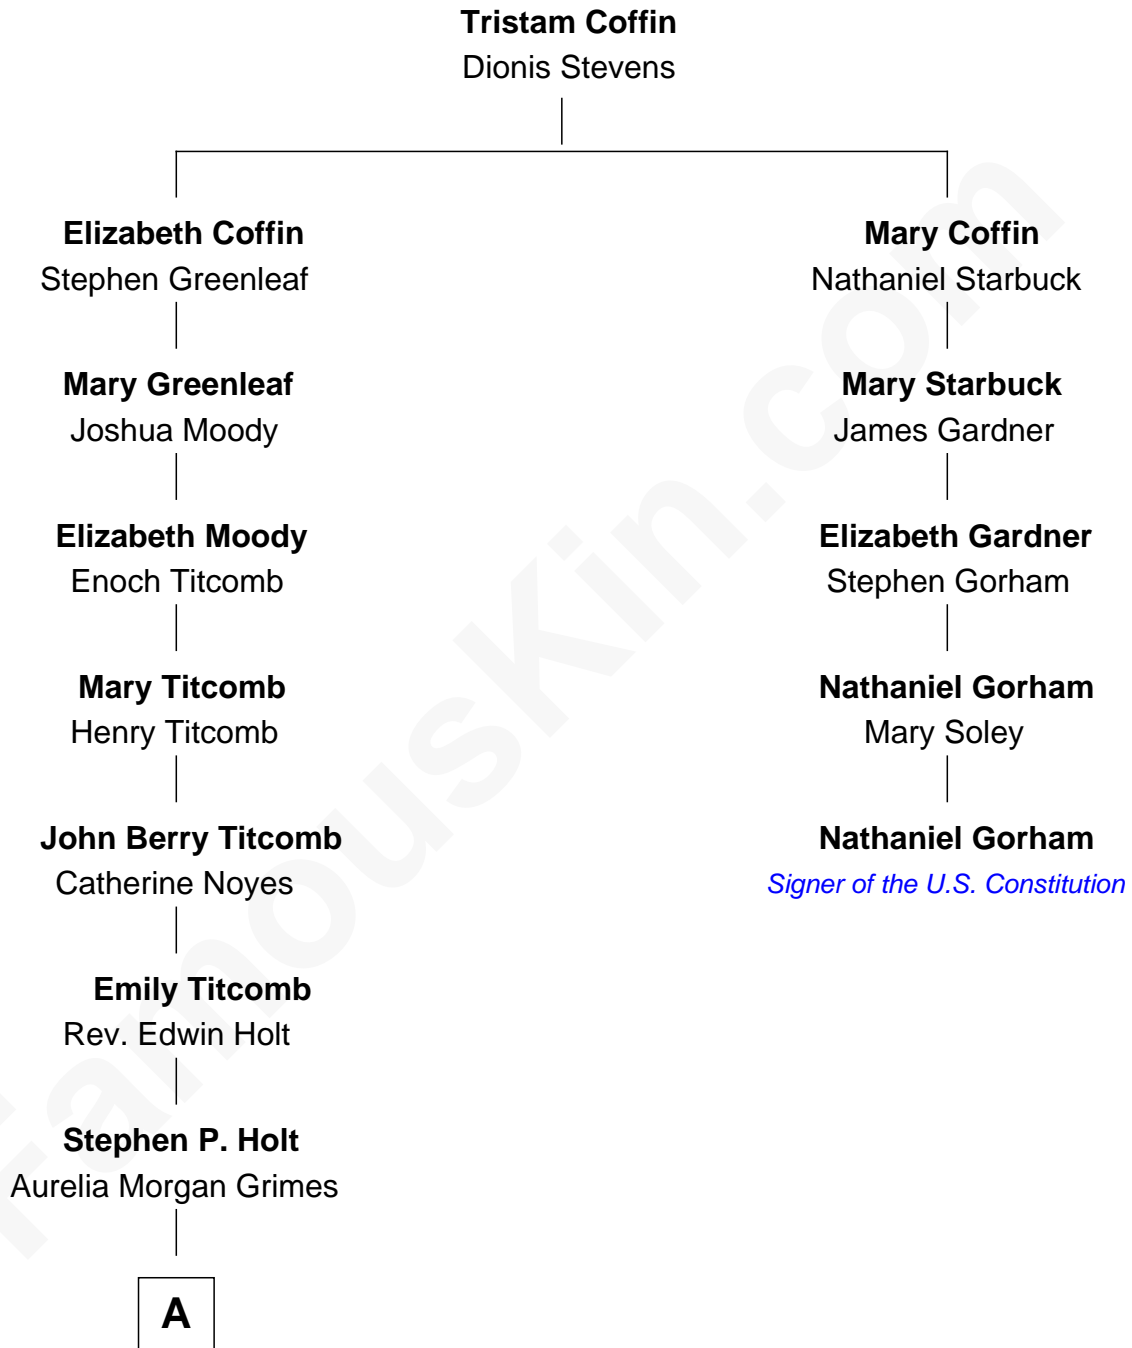 Tristam Coffin
Dionis Stevens
Elizabeth Coffin
Stephen Greenleaf
Mary Greenleaf
Joshua Moody
Elizabeth Moody
Enoch Titcomb
Mary Titcomb
Henry Titcomb
John Berry Titcomb
Catherine Noyes
Emily Titcomb
Rev. Edwin Holt
Stephen P. Holt
Aurelia Morgan Grimes
A
Mary Coffin
Nathaniel Starbuck
Mary Starbuck
James Gardner
Elizabeth Gardner
Stephen Gorham
Nathaniel Gorham
Mary Soley
Nathaniel Gorham
Signer of the U.S. Constitution
FamousKin.com